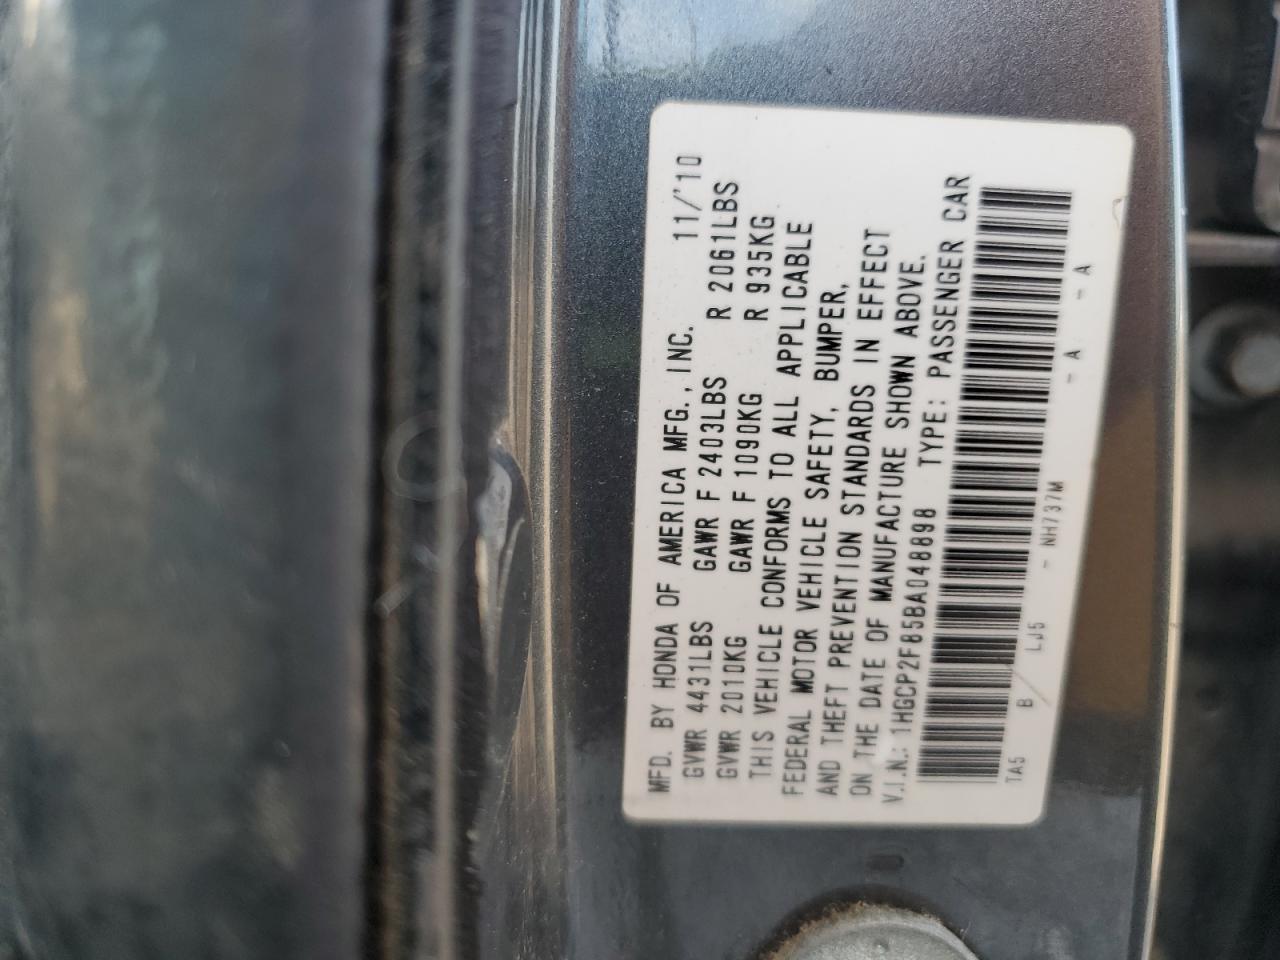 MFD. BY HONDA OF AMERICA MFG., INC. 11/'10
GVWR 4431LBS GAWR F 2403LBS R 2061LBS
GVWR 2010KG GAWR F 1090KG R 935KG
THIS VEHICLE CONFORMS TO ALL APPLICABLE
FEDERAL MOTOR VEHICLE SAFETY, BUMPER,
AND THEFT PREVENTION STANDARDS IN EFFECT
ON THE DATE OF MANUFACTURE SHOWN ABOVE.
V.I.N.: 1HGCP2F85BA048898 TYPE: PASSENGER CAR
TA5 B LJ5 - NH737M - A - A